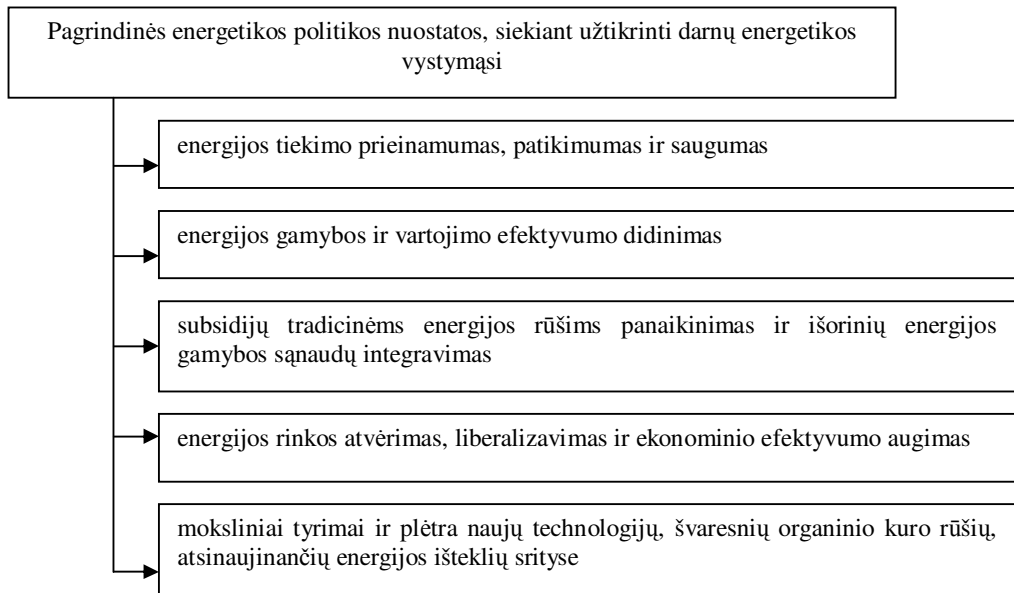 Pagrindinės energetikos politikos nuostatos, siekiant užtikrinti darnų energetikos
vystymąsi
energijos tiekimo prieinamumas, patikimumas ir saugumas
energijos gamybos ir vartojimo efektyvumo didinimas
subsidijų tradicinėms energijos rūšims panaikinimas ir išorinių energijos
gamybos sąnaudų integravimas
energijos rinkos atvėrimas, liberalizavimas ir ekonominio efektyvumo augimas
moksliniai tyrimai ir plėtra naujų technologijų, švaresnių organinio kuro rūšių,
atsinaujinančių energijos išteklių srityse